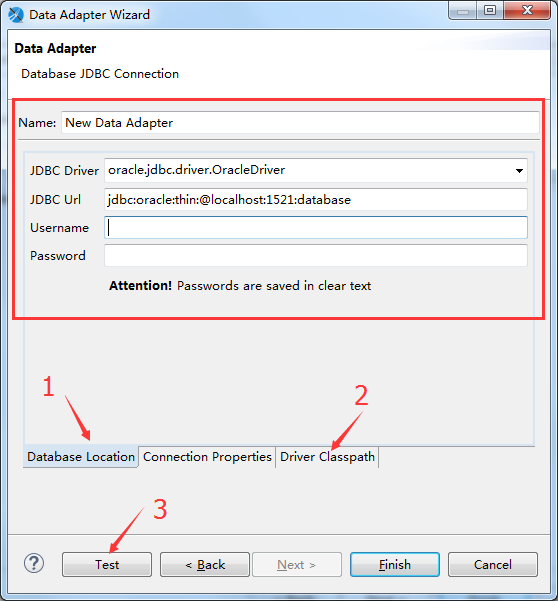 Data Adapter Wizard
Data Adapter
Database JDBC Connection
Name: New Data Adapter
JDBC Driver oracle.jdbc.driver.OracleDriver
JDBC Url jdbc:oracle:thin:@localhost:1521:database
Username
Password
Attention! Passwords are saved in clear text
1
2
Database Location Connection Properties Driver Classpath
3
? Test < Back Next > Finish Cancel